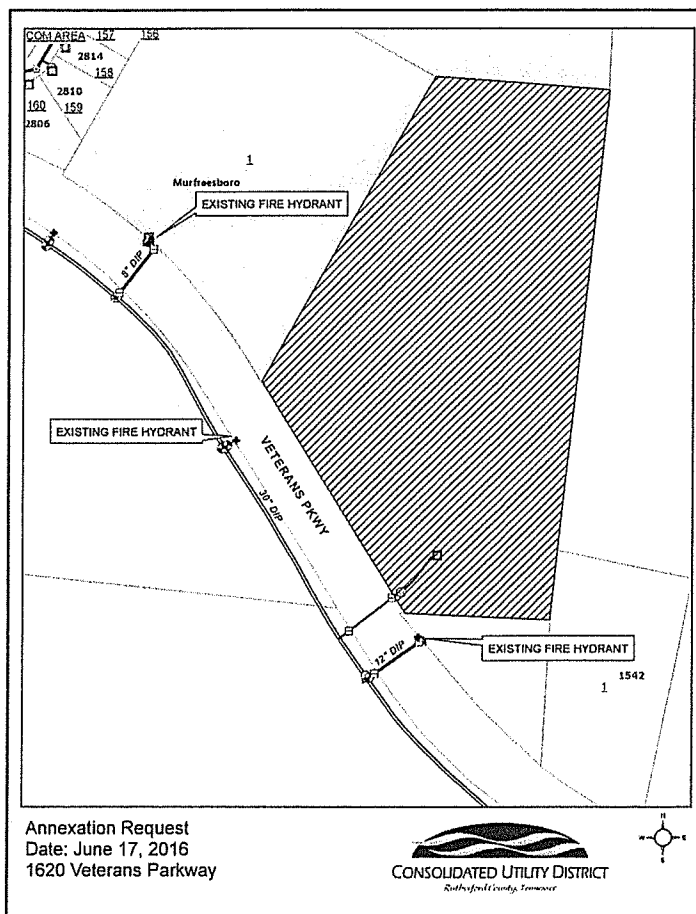 COM AREA 157 156
2814
158
2810
160 159
2806
1
Murfreesboro
EXISTING FIRE HYDRANT
8" DIP
EXISTING FIRE HYDRANT
VETERANS PKWY
30" DIP
12" DIP
EXISTING FIRE HYDRANT
1 1542
Annexation Request
Date: June 17, 2016
1620 Veterans Parkway
CONSOLIDATED UTILITY DISTRICT
Rutherford County, Tennessee
N
W E
S